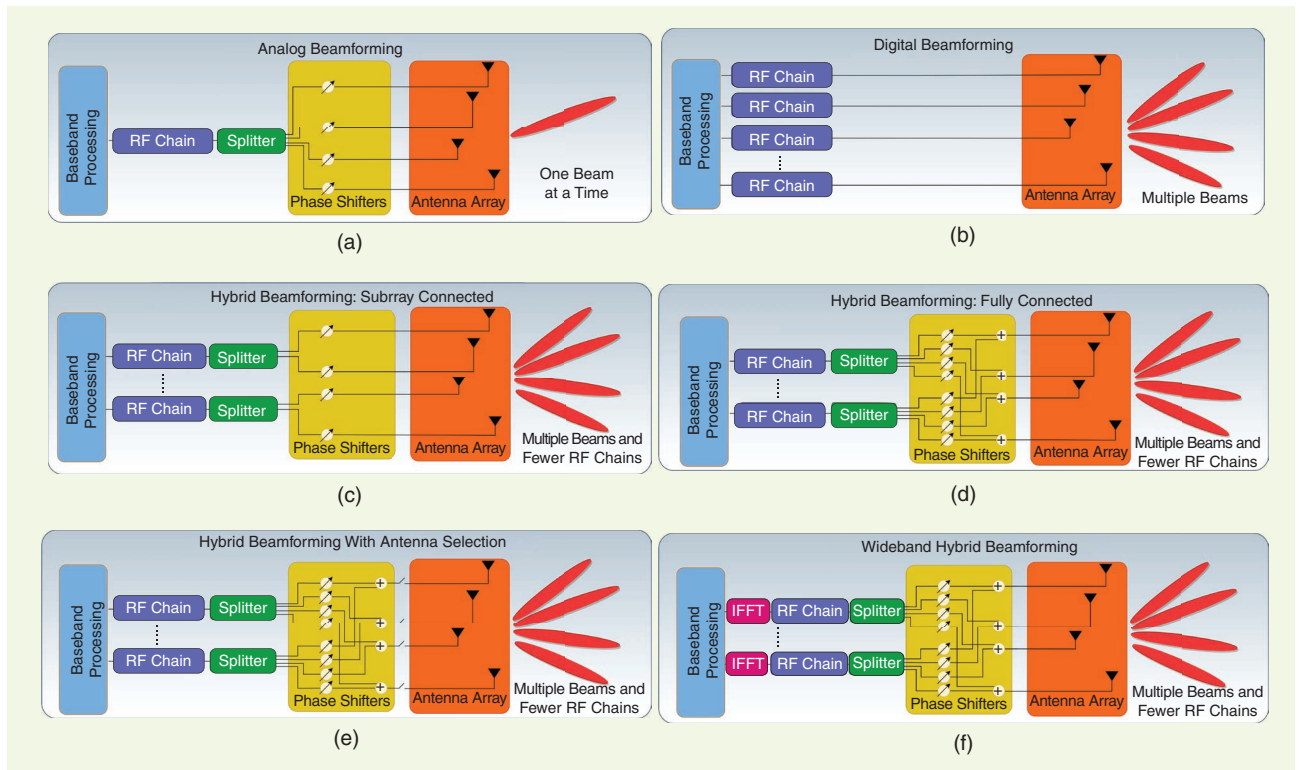 Analog Beamforming
Baseband
Processing
RF Chain
Splitter
Phase Shifters
Antenna Array
One Beam
at a Time
(a)
Digital Beamforming
Baseband
Processing
RF Chain
RF Chain
RF Chain
RF Chain
Antenna Array
Multiple Beams
(b)
Hybrid Beamforming: Subrray Connected
Baseband
Processing
RF Chain
Splitter
RF Chain
Splitter
Phase Shifters
Antenna Array
Multiple Beams and
Fewer RF Chains
(c)
Hybrid Beamforming: Fully Connected
Baseband
Processing
RF Chain
Splitter
RF Chain
Splitter
Phase Shifters
Antenna Array
Multiple Beams and
Fewer RF Chains
(d)
Hybrid Beamforming With Antenna Selection
Baseband
Processing
RF Chain
Splitter
RF Chain
Splitter
Phase Shifters
Antenna Array
Multiple Beams and
Fewer RF Chains
(e)
Wideband Hybrid Beamforming
Baseband
Processing
IFFT
RF Chain
Splitter
IFFT
RF Chain
Splitter
Phase Shifters
Antenna Array
Multiple Beams and
Fewer RF Chains
(f)